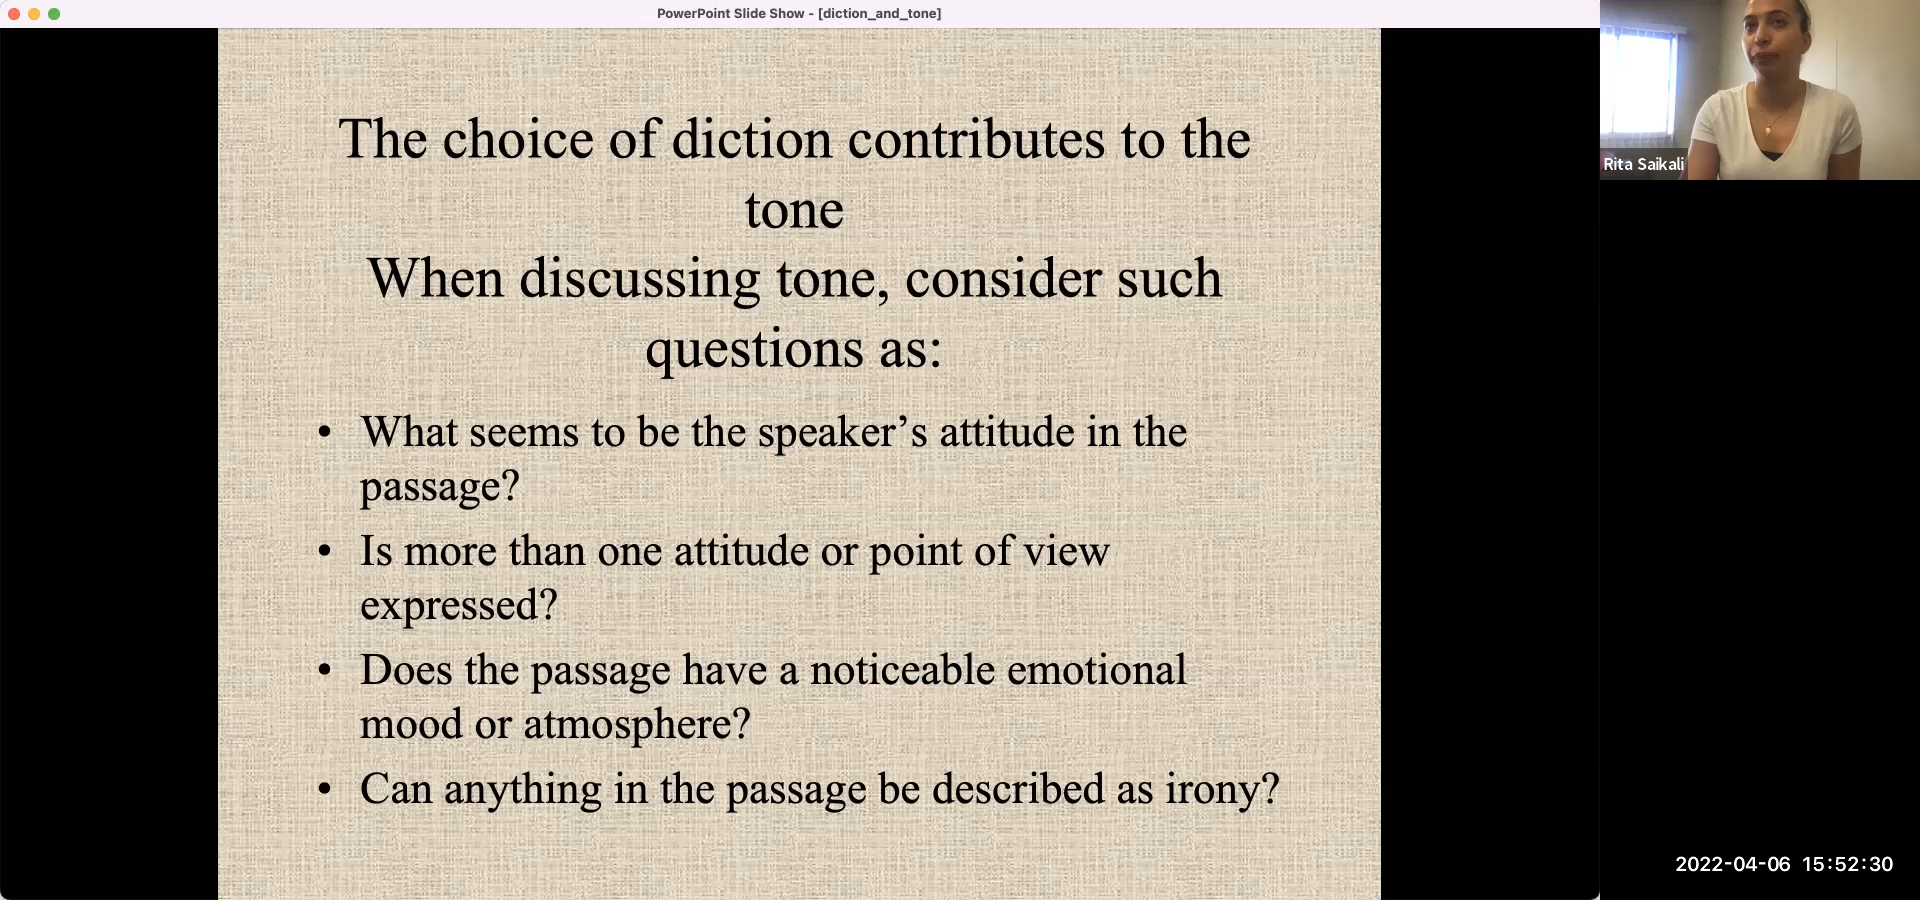 PowerPoint Slide Show - [diction_and_tone]
The choice of diction contributes to the
tone
When discussing tone, consider such
questions as:
• What seems to be the speaker’s attitude in the
passage?
• Is more than one attitude or point of view
expressed?
• Does the passage have a noticeable emotional
mood or atmosphere?
• Can anything in the passage be described as irony?
Rita Saikali
2022-04-06 15:52:30